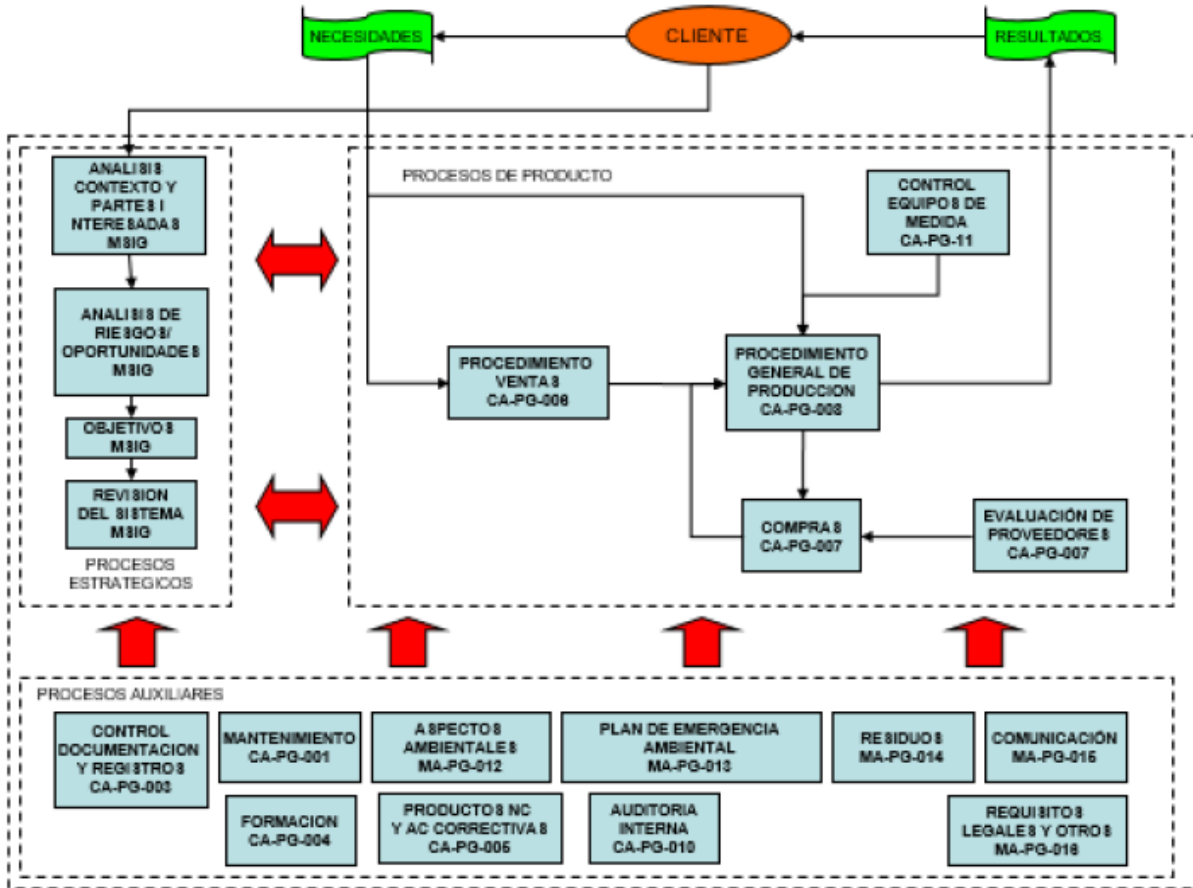 NECESIDADES
CLIENTE
RESULTADOS
ANALISIS
CONTEXTO Y
PARTES I
NTERESADAS
MSIG
ANALISIS DE
RIESGOS/
OPORTUNIDADES
MSIG
OBJETIVOS
MSIG
REVISION
DEL SISTEMA
MSIG
PROCESOS
ESTRATEGICOS
PROCESOS DE PRODUCTO
CONTROL
EQUIPOS DE
MEDIDA
CA-PG-11
PROCEDIMIENTO
VENTAS
CA-PG-006
PROCEDIMIENTO
GENERAL DE
PRODUCCION
CA-PG-008
COMPRAS
CA-PG-007
EVALUACIÓN DE
PROVEEDORES
CA-PG-007
PROCESOS AUXILIARES
CONTROL
DOCUMENTACION
Y REGISTROS
CA-PG-003
MANTENIMIENTO
CA-PG-001
ASPECTOS
AMBIENTALES
MA-PG-012
PLAN DE EMERGENCIA
AMBIENTAL
MA-PG-013
RESIDUOS
MA-PG-014
COMUNICACIÓN
MA-PG-015
FORMACION
CA-PG-004
PRODUCTOS NC
Y AC CORRECTIVAS
CA-PG-005
AUDITORIA
INTERNA
CA-PG-010
REQUISITOS
LEGALES Y OTROS
MA-PG-016